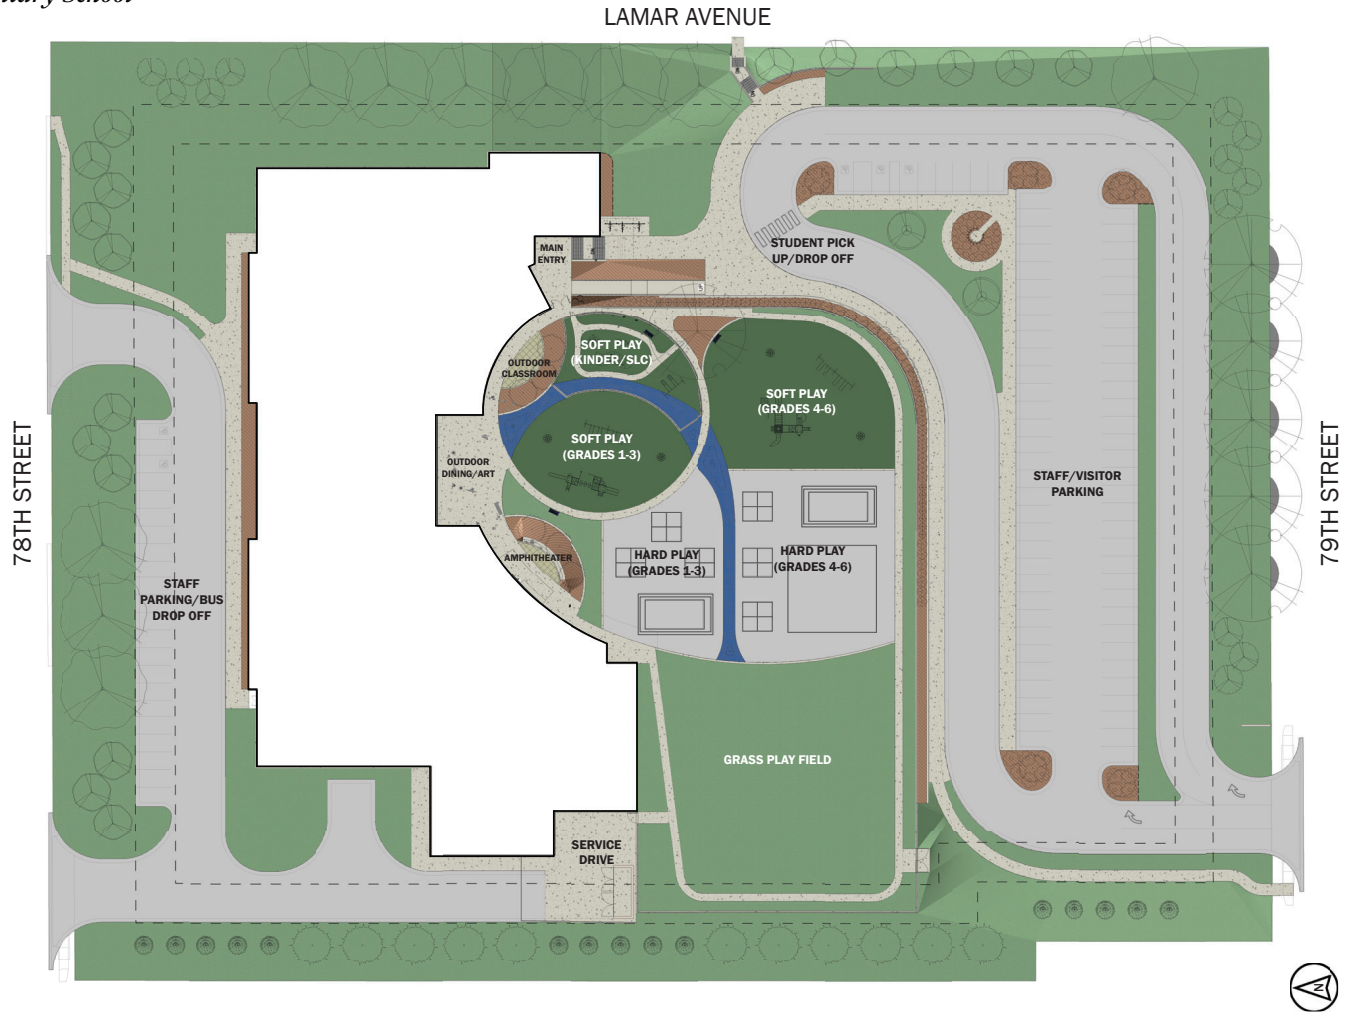 School
LAMAR AVENUE
MAIN
ENTRY
STUDENT PICK
UP/DROP OFF
SOFT PLAY
(KINDER/SLC)
OUTDOOR
CLASSROOM
SOFT PLAY
(GRADES 4-6)
SOFT PLAY
(GRADES 1-3)
OUTDOOR
DINING/ART
78TH STREET
79TH STREET
STAFF/VISITOR
PARKING
AMPHITHEATER
HARD PLAY
(GRADES 1-3)
HARD PLAY
(GRADES 4-6)
STAFF
PARKING/BUS
DROP OFF
GRASS PLAY FIELD
SERVICE
DRIVE
N